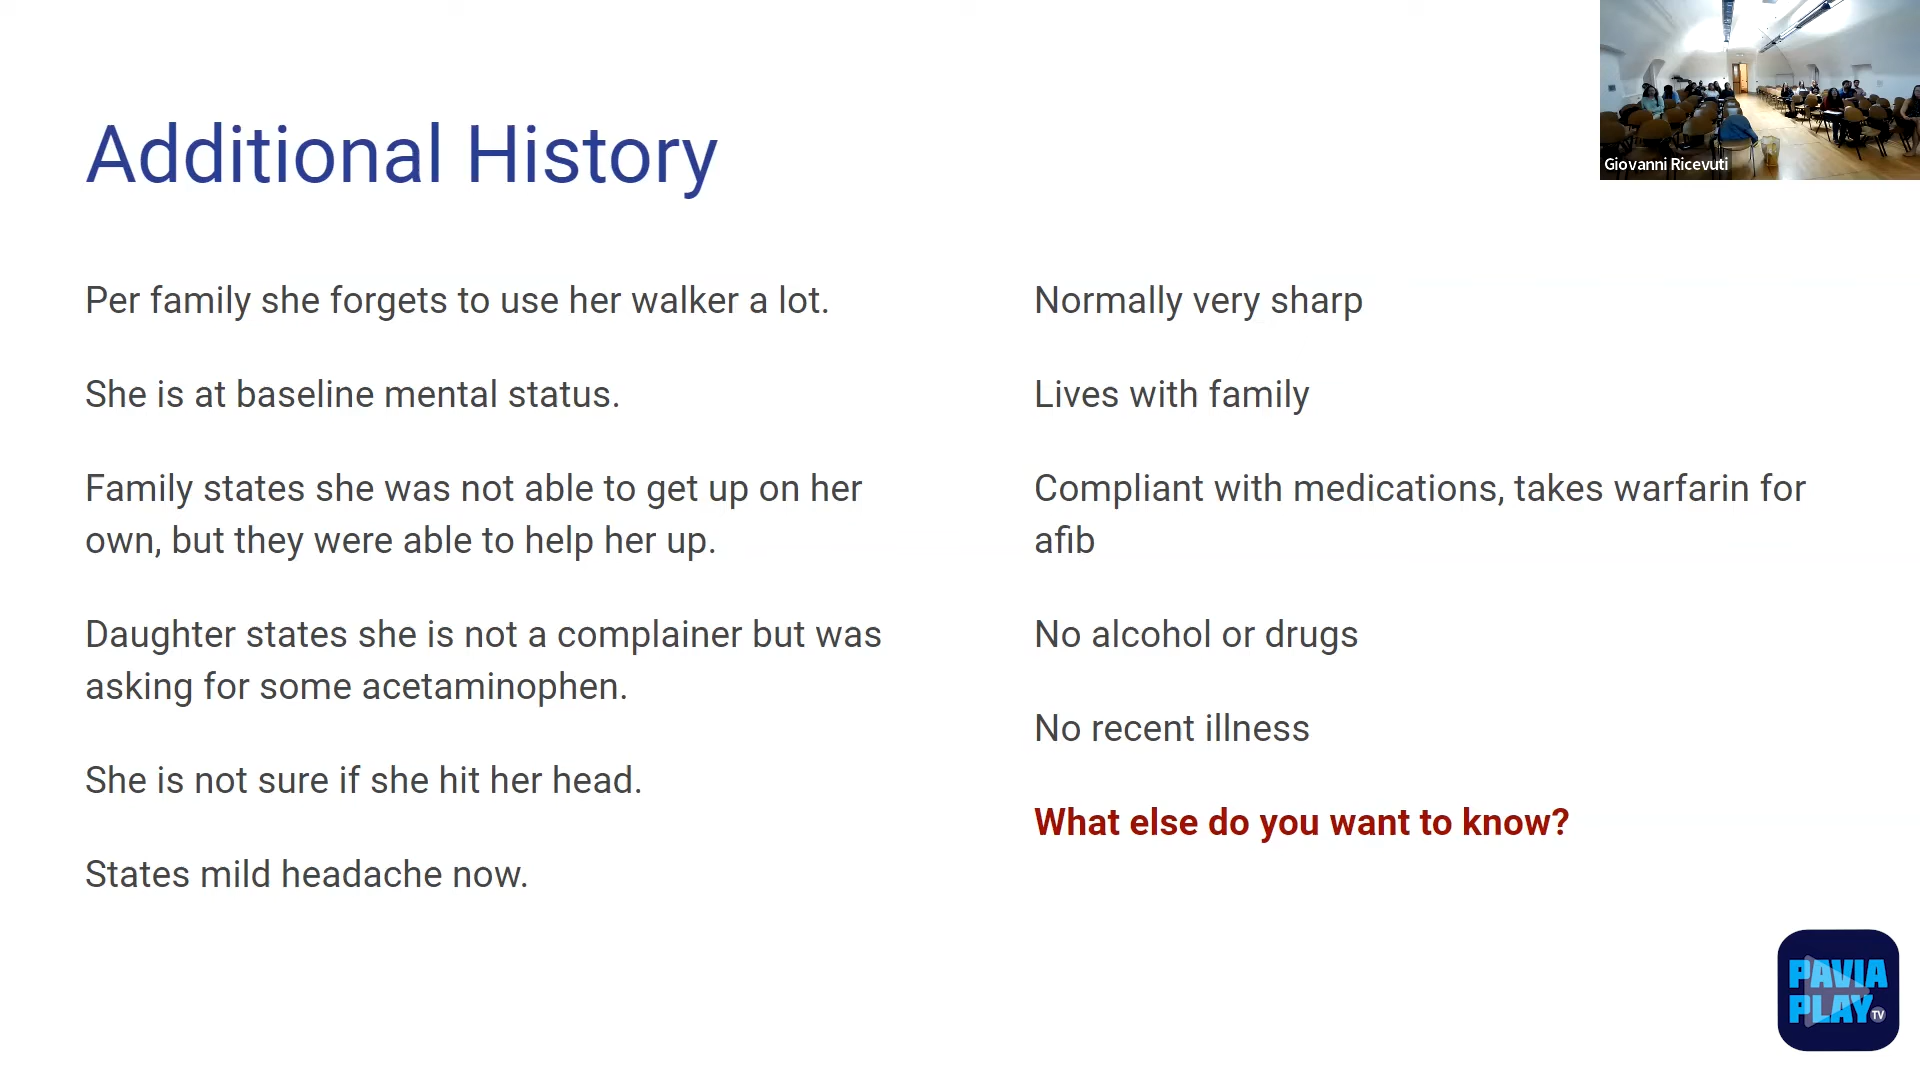 Additional History
Per family she forgets to use her walker a lot.
She is at baseline mental status.
Family states she was not able to get up on her
own, but they were able to help her up.
Daughter states she is not a complainer but was
asking for some acetaminophen.
She is not sure if she hit her head.
States mild headache now.
Normally very sharp
Lives with family
Compliant with medications, takes warfarin for
afib
No alcohol or drugs
No recent illness
What else do you want to know?
Giovanni Ricevuti
PAVIA
PLAY TV